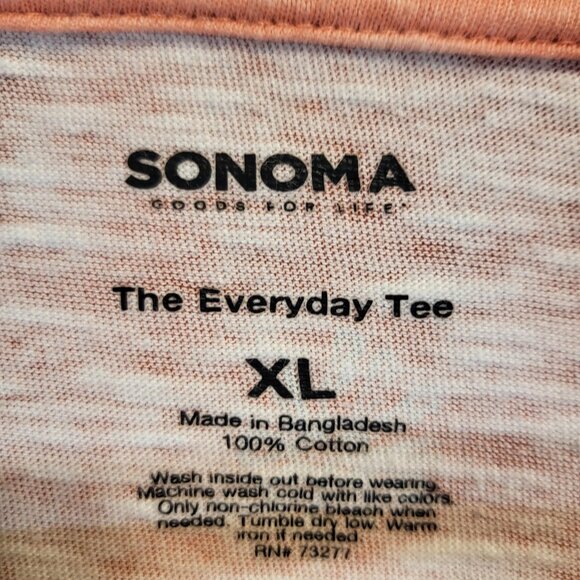 SONOMA
GOODS FOR LIFE®
The Everyday Tee
XL
Made in Bangladesh
100% Cotton
Wash inside out before wearing.
Machine wash cold with like colors.
Only non-chlorine bleach when
needed. Tumble dry low. Warm
iron if needed.
RN# 73277